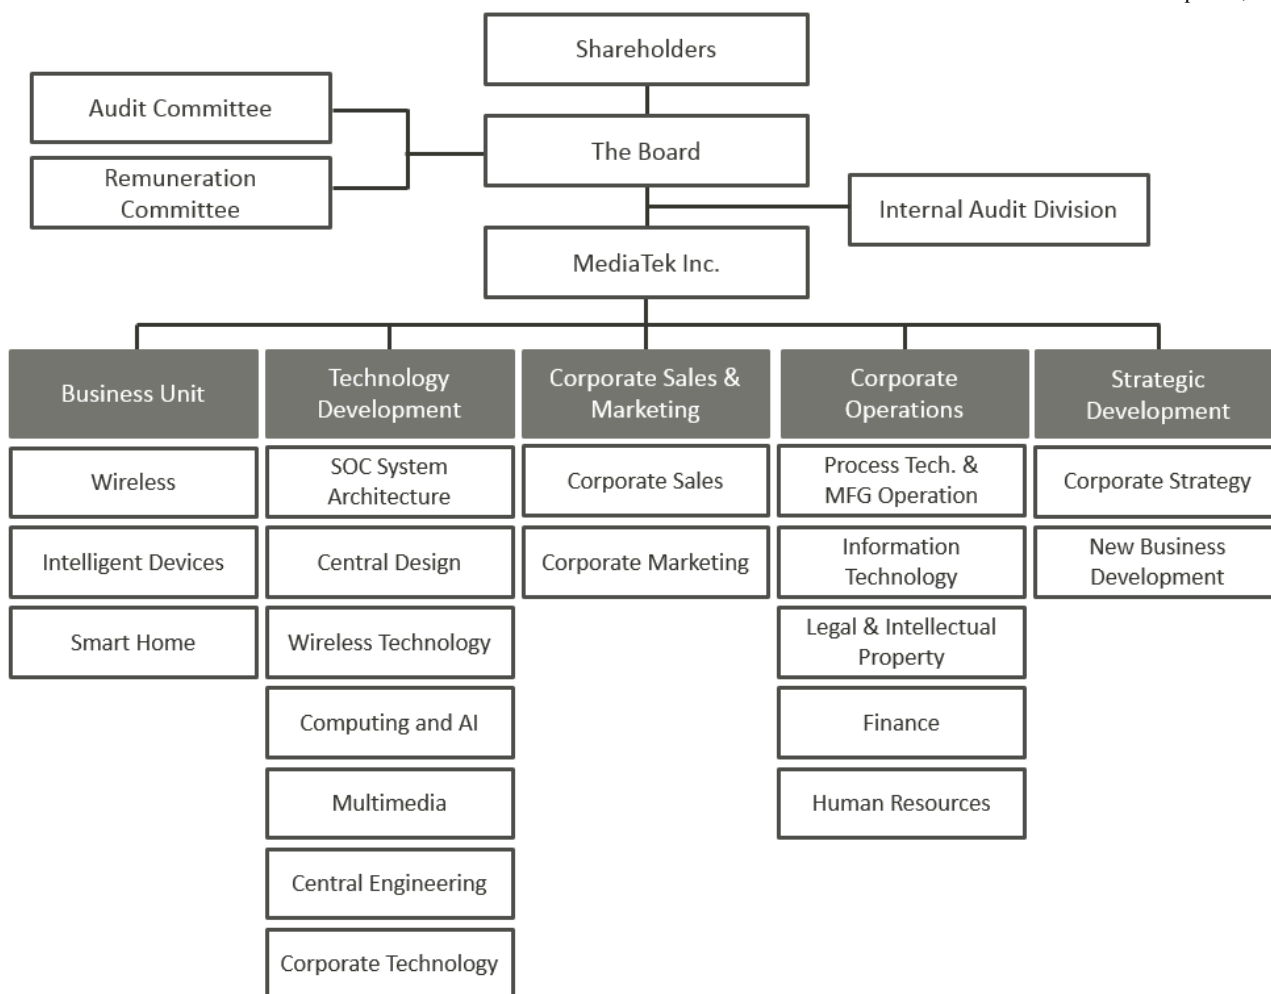 Shareholders
Audit Committee
The Board
Remuneration
Committee
Internal Audit Division
MediaTek Inc.
Business Unit
Technology
Development
Corporate Sales &
Marketing
Corporate
Operations
Strategic
Development
Wireless
SOC System
Architecture
Corporate Sales
Process Tech. &
MFG Operation
Corporate Strategy
Intelligent Devices
Central Design
Corporate Marketing
Information
Technology
New Business
Development
Smart Home
Wireless Technology
Legal & Intellectual
Property
Computing and AI
Finance
Multimedia
Human Resources
Central Engineering
Corporate Technology